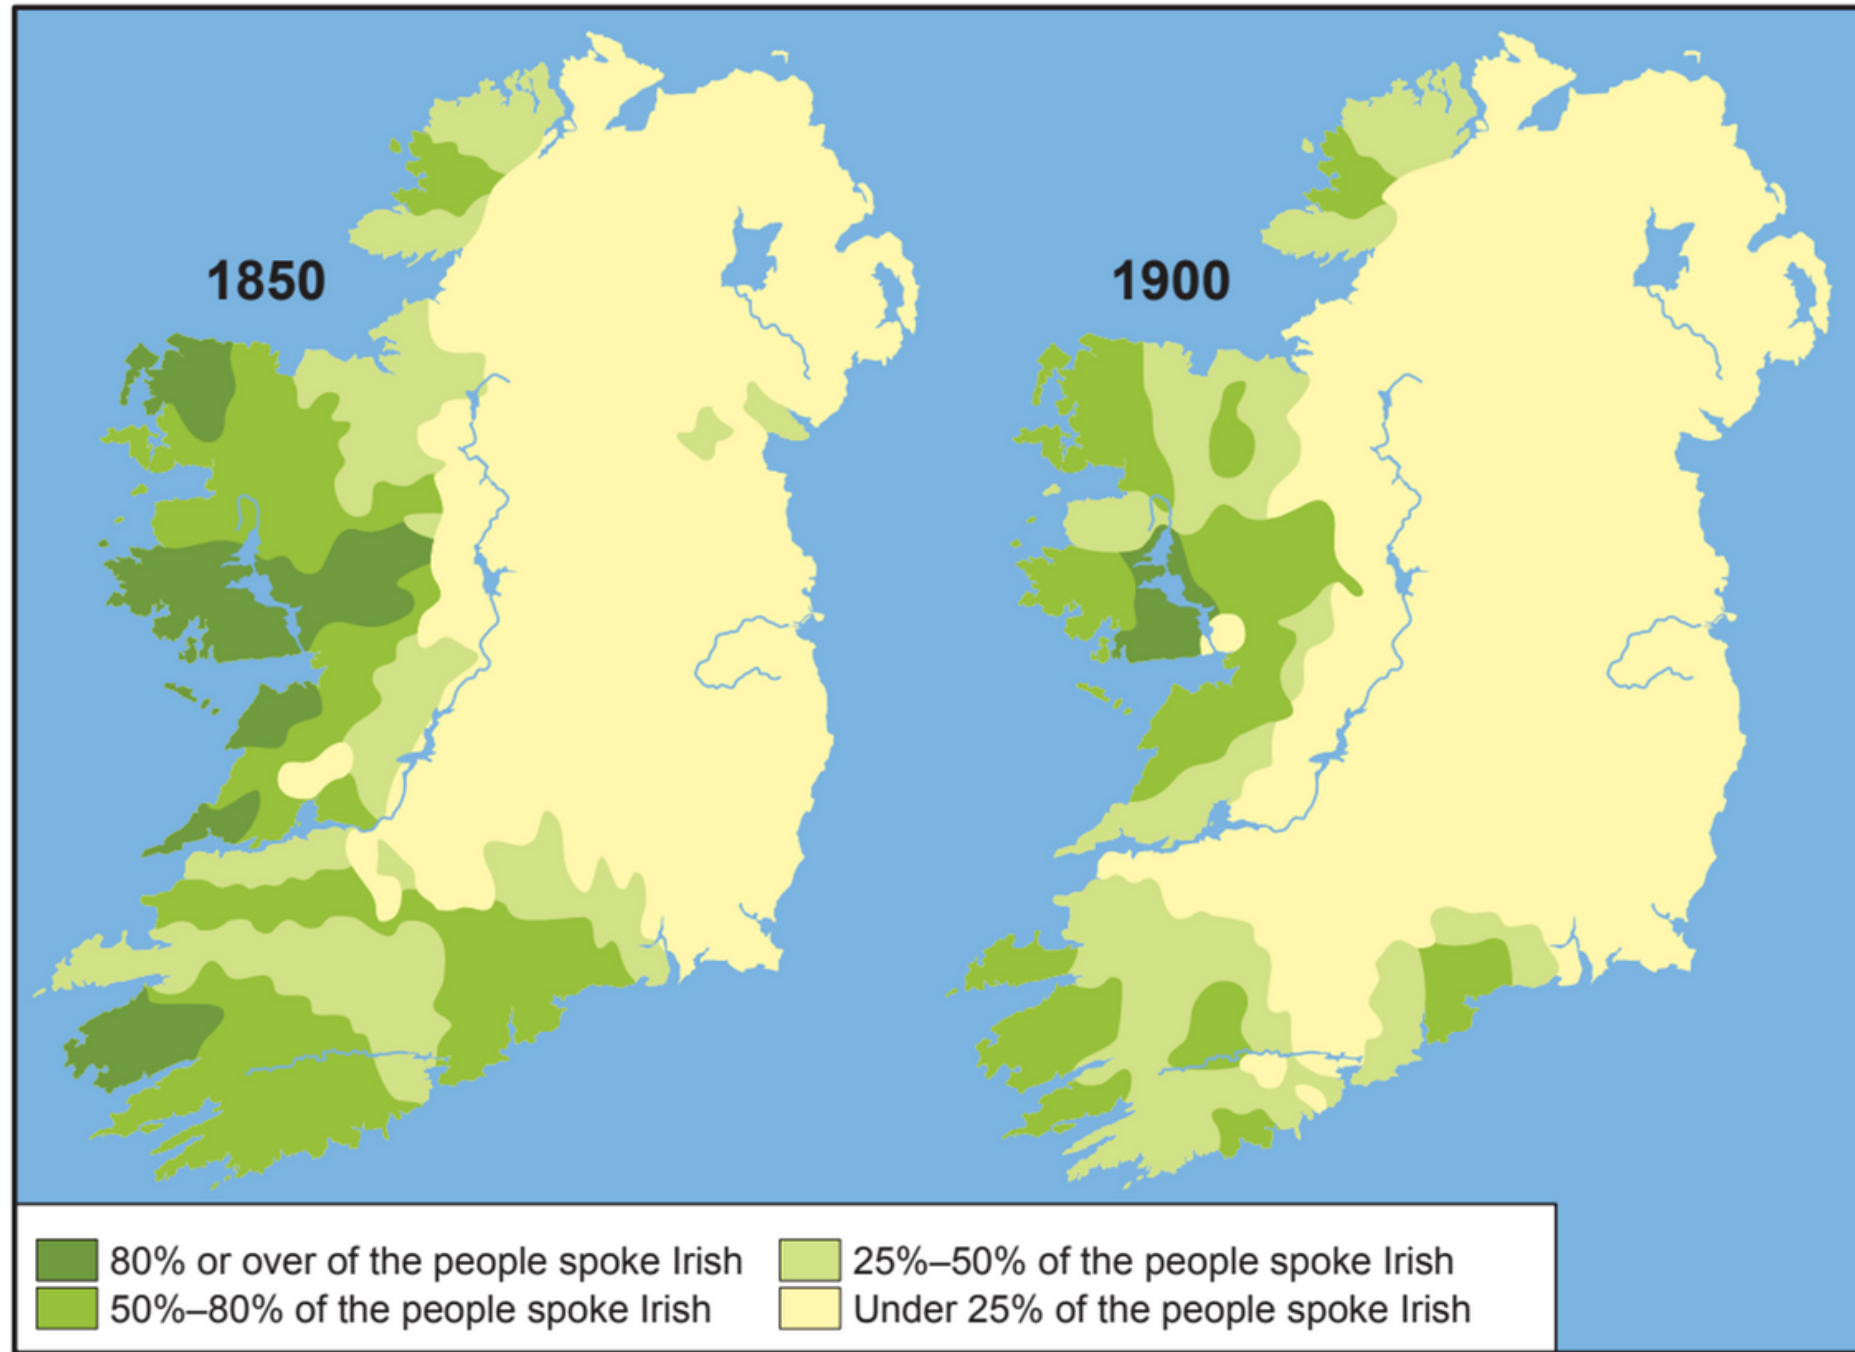 1850
1900
80% or over of the people spoke Irish
50%–80% of the people spoke Irish
25%–50% of the people spoke Irish
Under 25% of the people spoke Irish